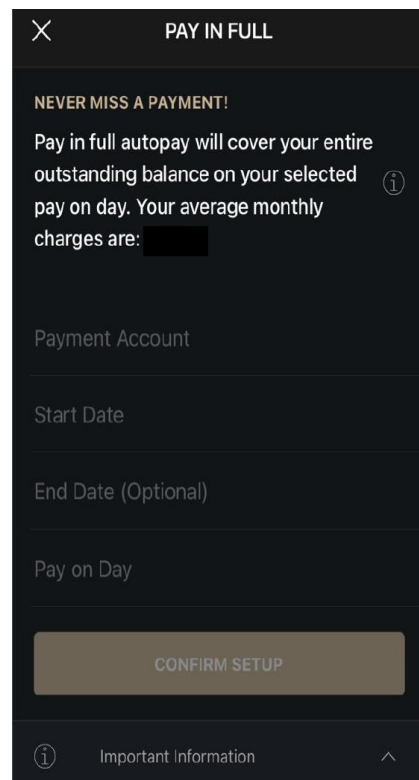 PAY IN FULL
NEVER MISS A PAYMENT!
Pay in full autopay will cover your entire
outstanding balance on your selected
pay on day. Your average monthly
charges are:
Payment Account
Start Date
End Date (Optional)
Pay on Day
CONFIRM SETUP
Important Information